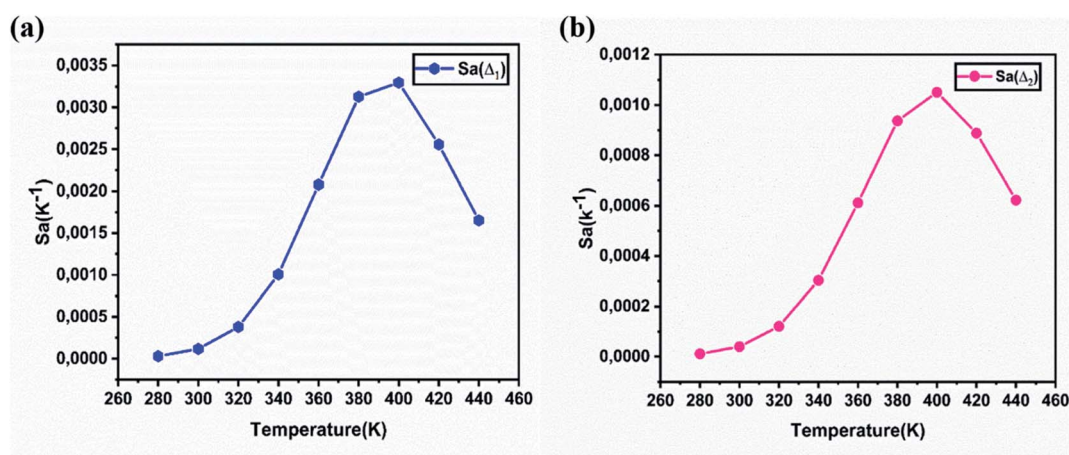 (a)
Sa(Δ₁)
Sa(K⁻¹)
0,0035
0,0030
0,0025
0,0020
0,0015
0,0010
0,0005
0,0000
260 280 300 320 340 360 380 400 420 440 460
Temperature(K)
(b)
Sa(Δ₂)
Sa(k⁻¹)
0,0012
0,0010
0,0008
0,0006
0,0004
0,0002
0,0000
260 280 300 320 340 360 380 400 420 440 460
Temperature(K)